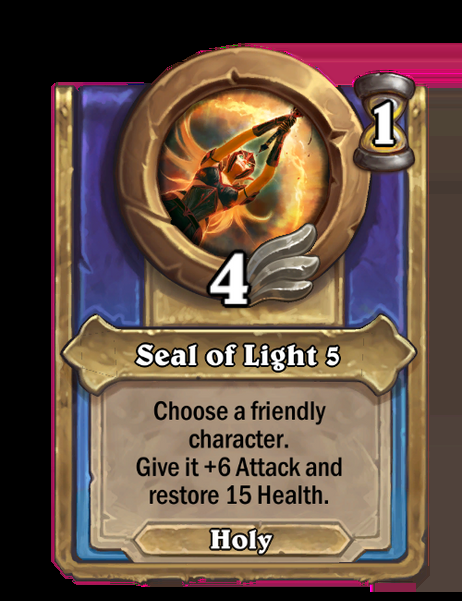 1
4
Seal of Light 5
Choose a friendly
character.
Give it +6 Attack and
restore 15 Health.
Holy